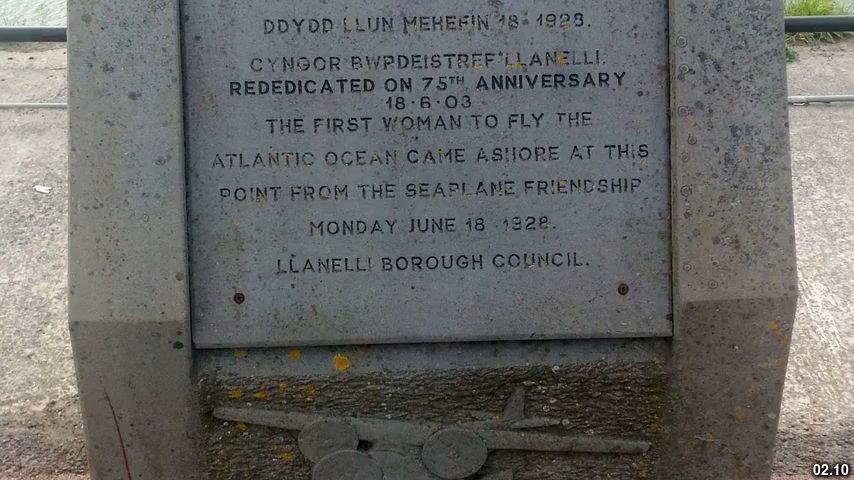 DDYDD LLUN MEHEFIN 18 - 1928.
CYNGOR BWRDEISTREF LLANELLI.
REDEDICATED ON 75TH ANNIVERSARY
18·6·03
THE FIRST WOMAN TO FLY THE
ATLANTIC OCEAN CAME ASHORE AT THIS
POINT FROM THE SEAPLANE FRIENDSHIP
MONDAY JUNE 18 1928.
LLANELLI BOROUGH COUNCIL.
02.10